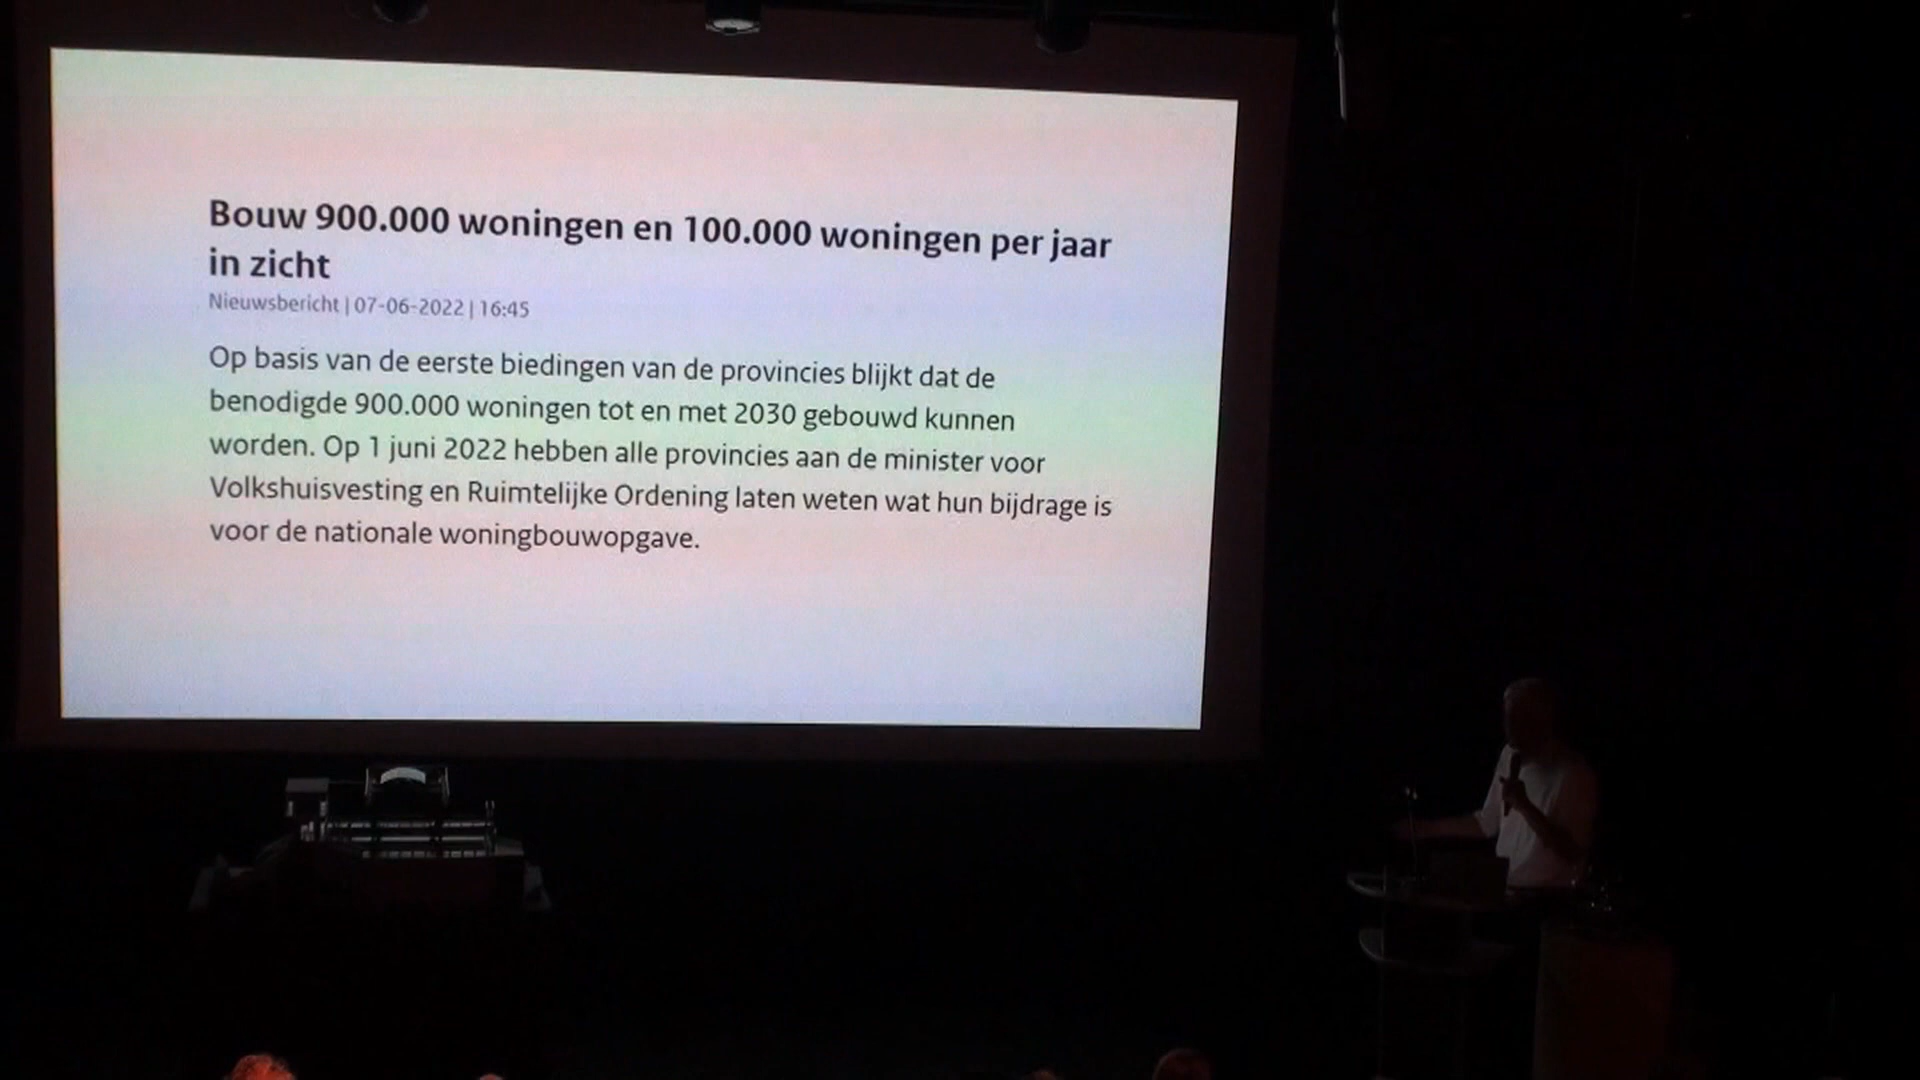 Bouw 900.000 woningen en 100.000 woningen per jaar
in zicht
Nieuwsbericht | 07-06-2022 | 16:45
Op basis van de eerste biedingen van de provincies blijkt dat de
benodigde 900.000 woningen tot en met 2030 gebouwd kunnen
worden. Op 1 juni 2022 hebben alle provincies aan de minister voor
Volkshuisvesting en Ruimtelijke Ordening laten weten wat hun bijdrage is
voor de nationale woningbouwopgave.